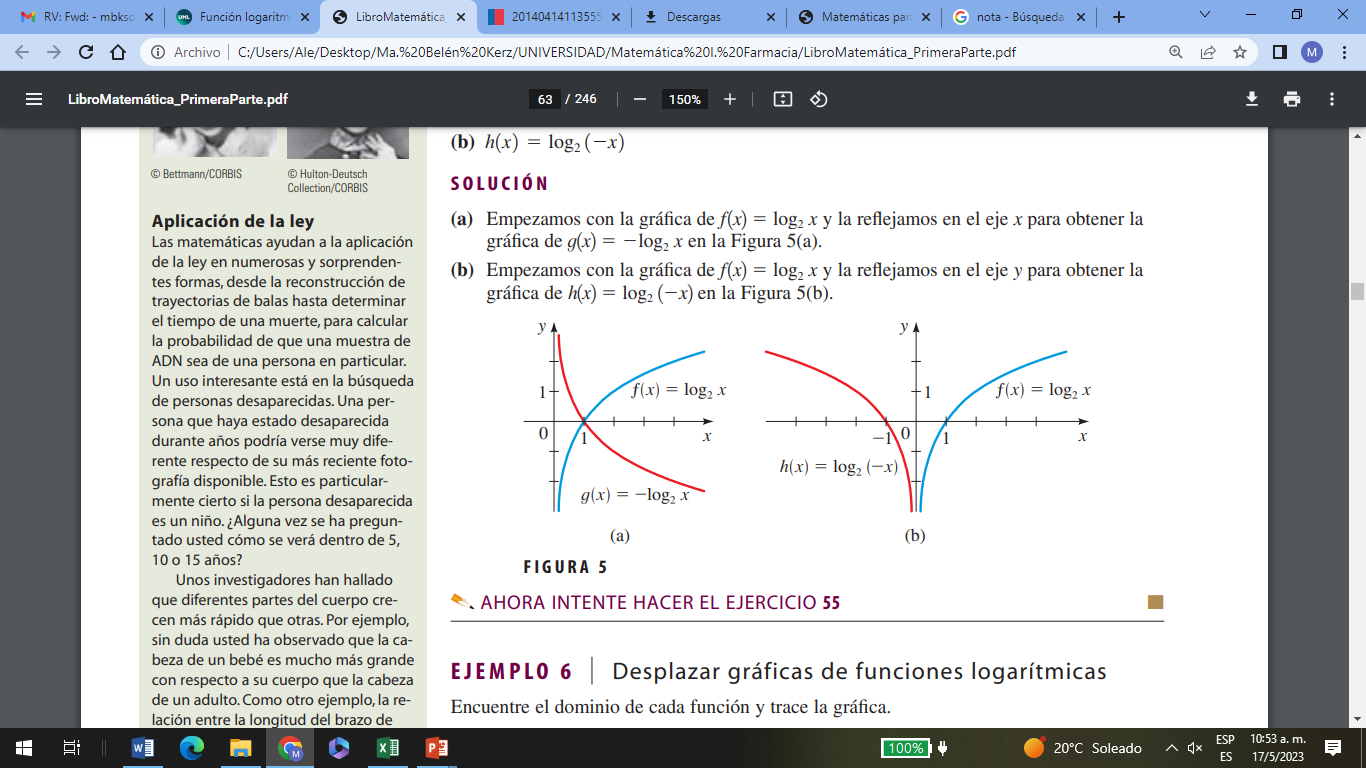 RV: Fwd: - mbkso
Función logaritm
LibroMatemática_
20140414113555
Descargas
Matemáticas par
nota - Búsqueda
Archivo
C:/Users/Ale/Desktop/Ma.%20Belén%20Kerz/UNIVERSIDAD/Matemática%20I.%20Farmacia/LibroMatemática_PrimeraParte.pdf
M
LibroMatemática_PrimeraParte.pdf
63 / 246
150%
© Bettmann/CORBIS
© Hulton-Deutsch
Collection/CORBIS
Aplicación de la ley
Las matemáticas ayudan a la aplicación
de la ley en numerosas y sorprenden-
tes formas, desde la reconstrucción de
trayectorias de balas hasta determinar
el tiempo de una muerte, para calcular
la probabilidad de que una muestra de
ADN sea de una persona en particular.
Un uso interesante está en la búsqueda
de personas desaparecidas. Una per-
sona que haya estado desaparecida
durante años podría verse muy dife-
rente respecto de su más reciente foto-
grafía disponible. Esto es particular-
mente cierto si la persona desaparecida
es un niño. ¿Alguna vez se ha pregun-
tado usted cómo se verá dentro de 5,
10 o 15 años?
Unos investigadores han hallado
que diferentes partes del cuerpo cre-
cen más rápido que otras. Por ejemplo,
sin duda usted ha observado que la ca-
beza de un bebé es mucho más grande
con respecto a su cuerpo que la cabeza
de un adulto. Como otro ejemplo, la re-
lación entre la longitud del brazo de
(b) h(x) = log₂ (−x)
SOLUCIÓN
(a) Empezamos con la gráfica de f(x) = log₂ x y la reflejamos en el eje x para obtener la
gráfica de g(x) = −log₂ x en la Figura 5(a).
(b) Empezamos con la gráfica de f(x) = log₂ x y la reflejamos en el eje y para obtener la
gráfica de h(x) = log₂ (−x) en la Figura 5(b).
y
1
f(x) = log₂ x
0
1
x
g(x) = −log₂ x
(a)
y
1
f(x) = log₂ x
−1
0
1
x
h(x) = log₂ (−x)
(b)
FIGURA 5
AHORA INTENTE HACER EL EJERCICIO 55
EJEMPLO 6 | Desplazar gráficas de funciones logarítmicas
Encuentre el dominio de cada función y trace la gráfica.
100%
20°C Soleado
ESP
ES
10:53 a. m.
17/5/2023